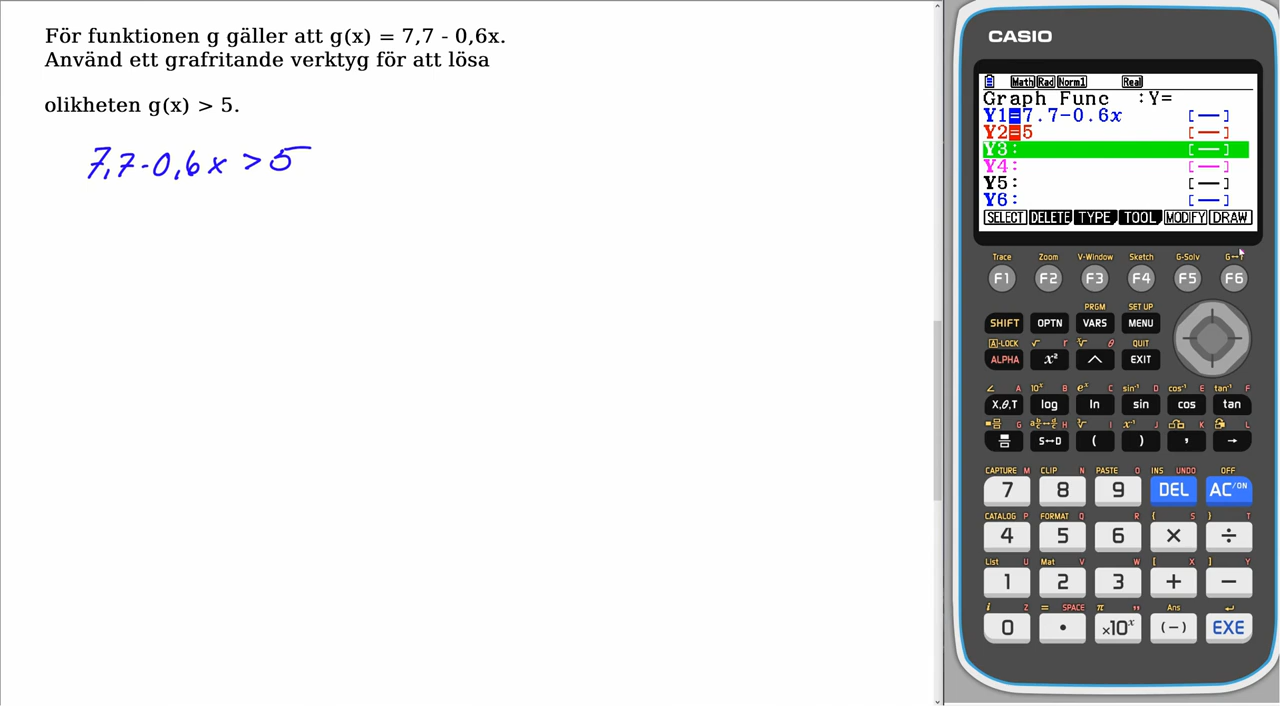 För funktionen g gäller att g(x) = 7,7 - 0,6x.
Använd ett grafritande verktyg för att lösa
olikheten g(x) > 5.
7,7-0,6x > 5
CASIO
Math Rad Norm1 Real
Graph Func :Y=
Y1=7.7-0.6x [—]
Y2=5 [—]
Y3: [—]
Y4: [—]
Y5: [—]
Y6: [—]
SELECT DELETE TYPE TOOL MODIFY DRAW
Trace Zoom V-Window Sketch G-Solv G↔T
F1 F2 F3 F4 F5 F6
PRGM SET UP
SHIFT OPTN VARS MENU
A-LOCK √ r ∛ θ QUIT
ALPHA x² ^ EXIT
∠ A 10ˣ B eˣ C sin⁻¹ D cos⁻¹ E tan⁻¹ F
X,θ,T log ln sin cos tan
G H I x⁻¹ J K L
S↔D ( ) , →
CAPTURE M CLIP N PASTE O INS UNDO OFF
7 8 9 DEL AC/ON
CATALOG P FORMAT Q R { S } T
4 5 6 × ÷
List U Mat V W [ X ] Y
1 2 3 + −
i Z = SPACE π " Ans ↵
0 • ×10ˣ (−) EXE